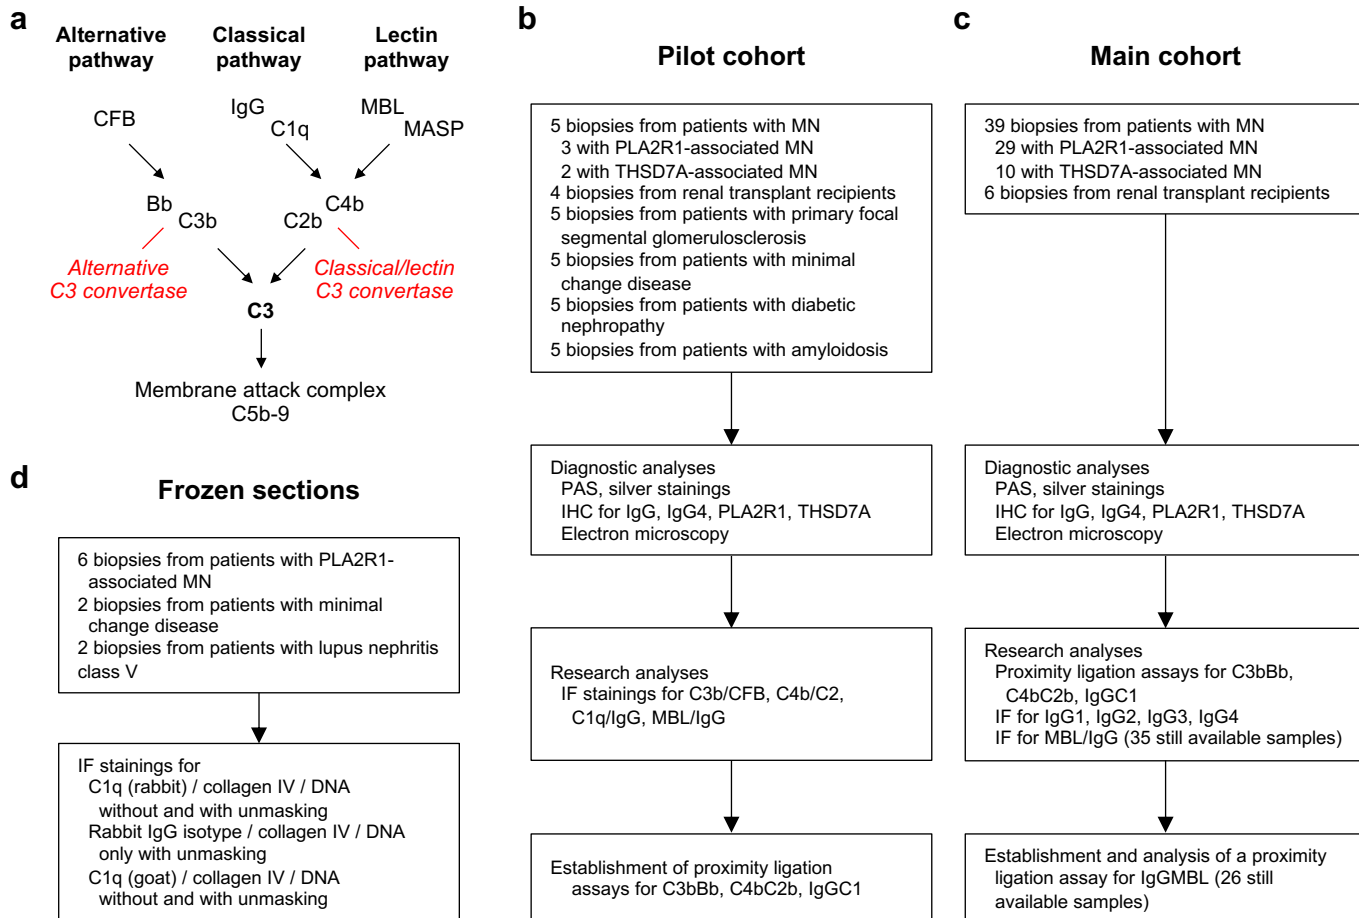 a
Alternative
pathway
Classical
pathway
Lectin
pathway
CFB
IgG
C1q
MBL
MASP
Bb
C3b
C2b
C4b
Alternative
C3 convertase
Classical/lectin
C3 convertase
C3
Membrane attack complex
C5b-9
b
Pilot cohort
5 biopsies from patients with MN
3 with PLA2R1-associated MN
2 with THSD7A-associated MN
4 biopsies from renal transplant recipients
5 biopsies from patients with primary focal
segmental glomerulosclerosis
5 biopsies from patients with minimal
change disease
5 biopsies from patients with diabetic
nephropathy
5 biopsies from patients with amyloidosis
Diagnostic analyses
PAS, silver stainings
IHC for IgG, IgG4, PLA2R1, THSD7A
Electron microscopy
Research analyses
IF stainings for C3b/CFB, C4b/C2,
C1q/IgG, MBL/IgG
Establishment of proximity ligation
assays for C3bBb, C4bC2b, IgGC1
c
Main cohort
39 biopsies from patients with MN
29 with PLA2R1-associated MN
10 with THSD7A-associated MN
6 biopsies from renal transplant recipients
Diagnostic analyses
PAS, silver stainings
IHC for IgG, IgG4, PLA2R1, THSD7A
Electron microscopy
Research analyses
Proximity ligation assays for C3bBb,
C4bC2b, IgGC1
IF for IgG1, IgG2, IgG3, IgG4
IF for MBL/IgG (35 still available samples)
Establishment and analysis of a proximity
ligation assay for IgGMBL (26 still
available samples)
d
Frozen sections
6 biopsies from patients with PLA2R1-
associated MN
2 biopsies from patients with minimal
change disease
2 biopsies from patients with lupus nephritis
class V
IF stainings for
C1q (rabbit) / collagen IV / DNA
without and with unmasking
Rabbit IgG isotype / collagen IV / DNA
only with unmasking
C1q (goat) / collagen IV / DNA
without and with unmasking